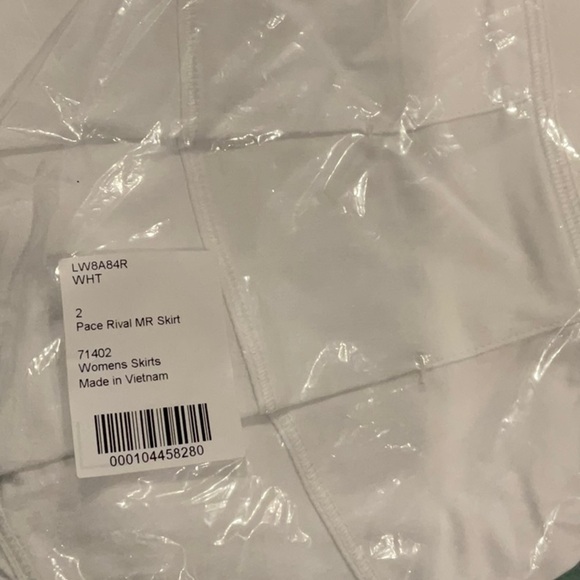 LW8A84R
WHT
2
Pace Rival MR Skirt
71402
Womens Skirts
Made in Vietnam
000104458280